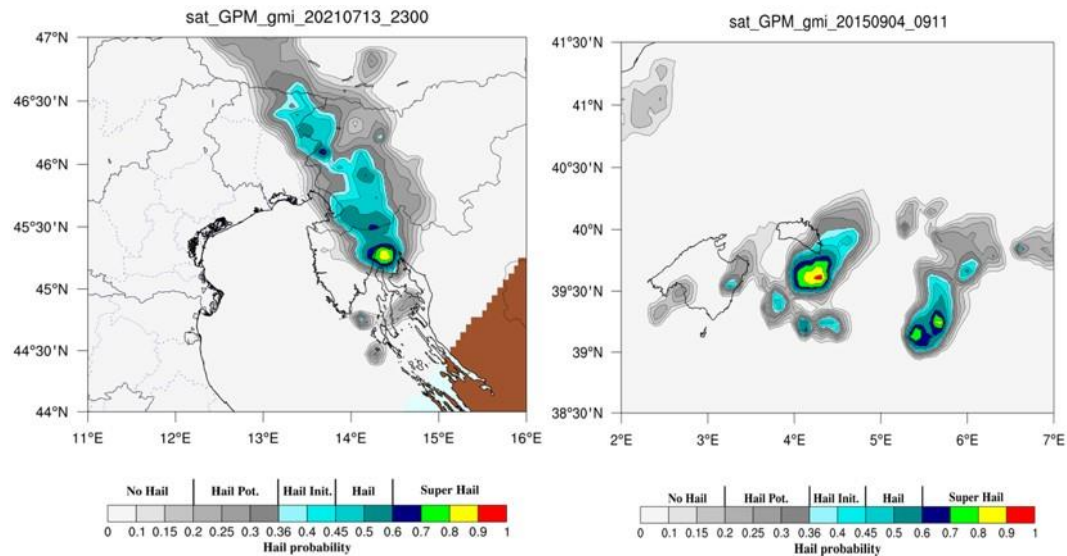 sat_GPM_gmi_20210713_2300
47°N
46°30'N
46°N
45°30'N
45°N
44°30'N
44°N
11°E 12°E 13°E 14°E 15°E 16°E
No Hail Hail Pot. Hail Init. Hail Super Hail
0 0.1 0.15 0.2 0.25 0.3 0.36 0.4 0.45 0.5 0.6 0.7 0.8 0.9 1
Hail probability
sat_GPM_gmi_20150904_0911
41°30'N
41°N
40°30'N
40°N
39°30'N
39°N
38°30'N
2°E 3°E 4°E 5°E 6°E 7°E
No Hail Hail Pot. Hail Init. Hail Super Hail
0 0.1 0.15 0.2 0.25 0.3 0.36 0.4 0.45 0.5 0.6 0.7 0.8 0.9 1
Hail probability